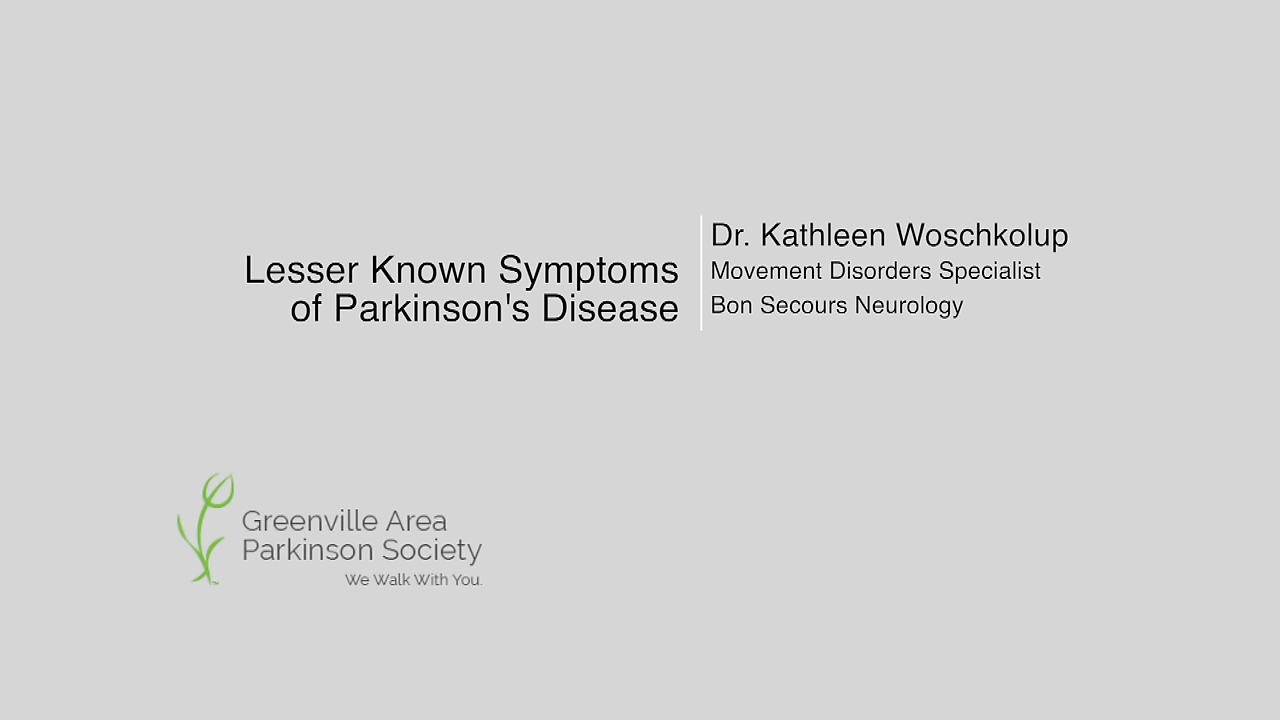 Lesser Known Symptoms
of Parkinson's Disease
Dr. Kathleen Woschkolup
Movement Disorders Specialist
Bon Secours Neurology
Greenville Area
Parkinson Society
We Walk With You.